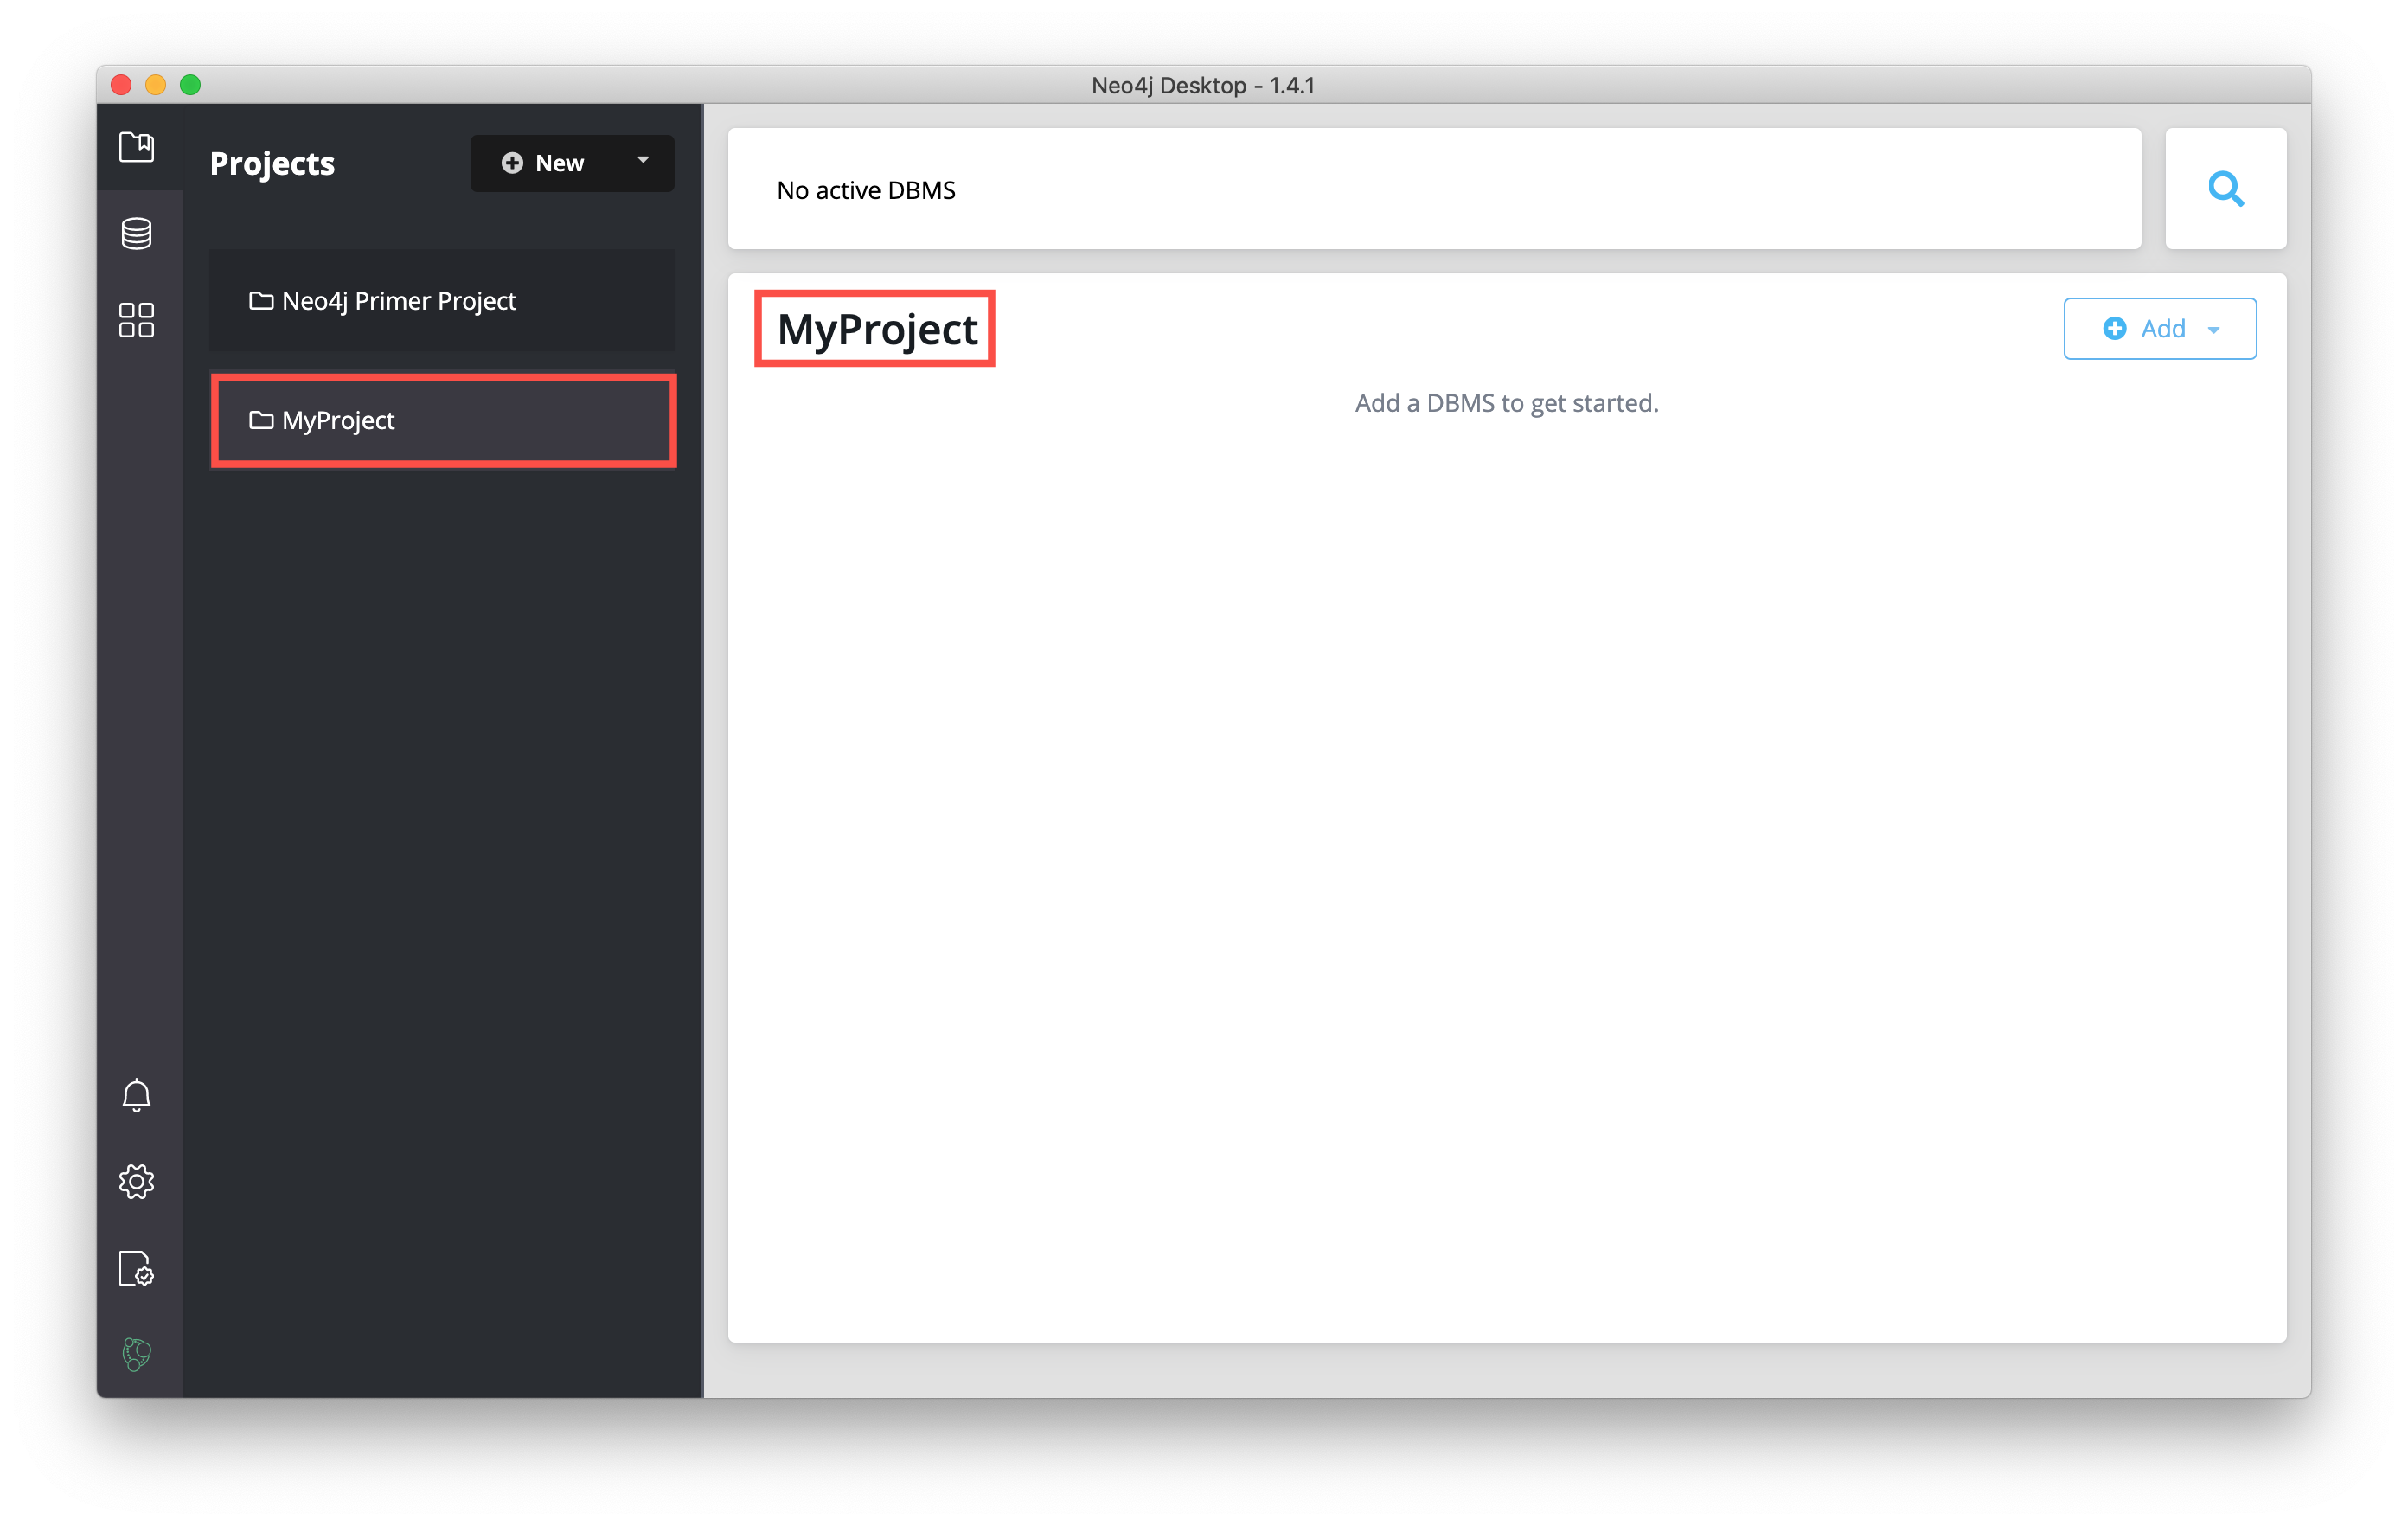 Neo4j Desktop - 1.4.1
Projects
New
Neo4j Primer Project
MyProject
No active DBMS
MyProject
Add
Add a DBMS to get started.